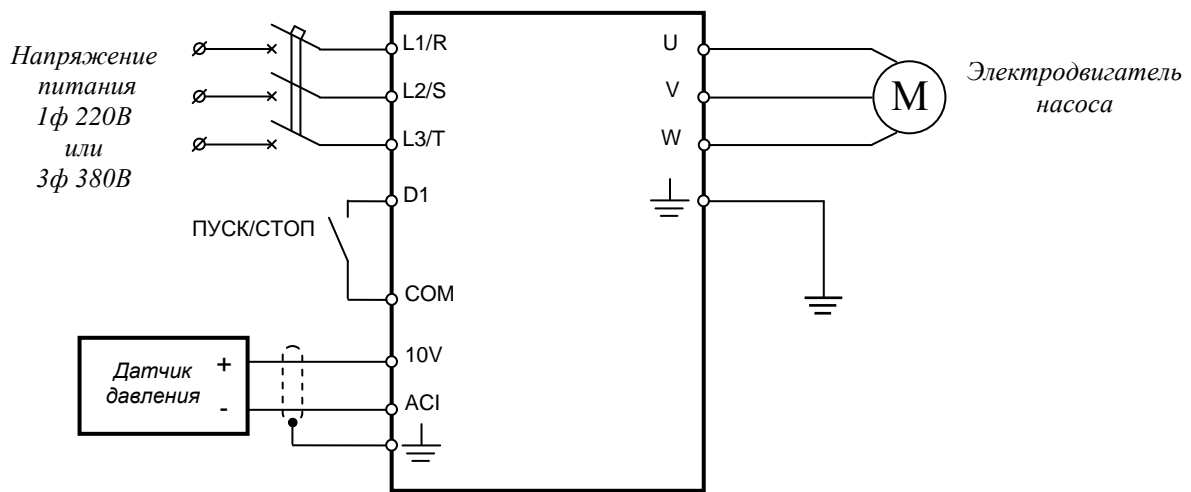 Напряжение
питания
1ф 220В
или
3ф 380В
L1/R
L2/S
L3/T
D1
ПУСК/СТОП
COM
10V
ACI
Датчик
давления
+
-
U
V
W
M
Электродвигатель
насоса